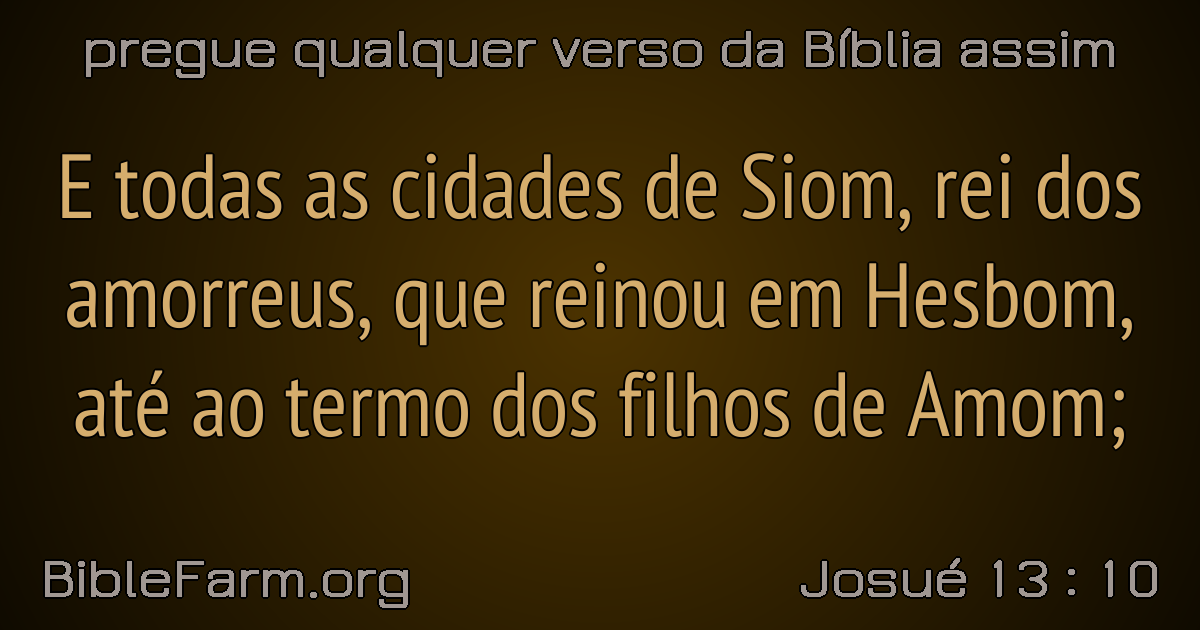 pregue qualquer verso da Bíblia assim
E todas as cidades de Siom, rei dos
amorreus, que reinou em Hesbom,
até ao termo dos filhos de Amom;
BibleFarm.org
Josué 13 : 10